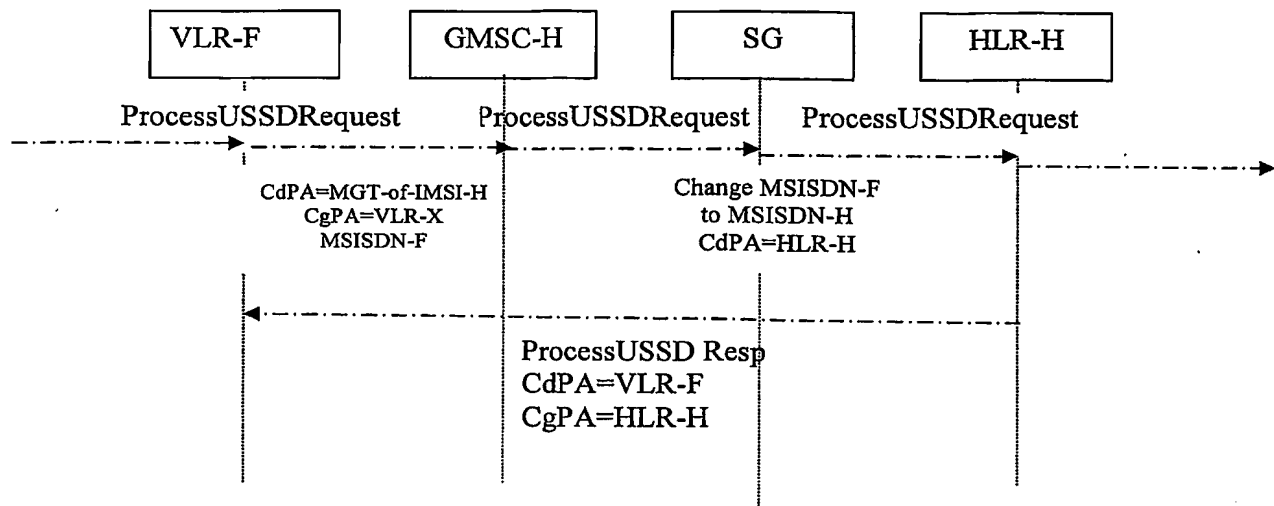 VLR-F
GMSC-H
SG
HLR-H
ProcessUSSDRequest
ProcessUSSDRequest
ProcessUSSDRequest
CdPA=MGT-of-IMSI-H
CgPA=VLR-X
MSISDN-F
Change MSISDN-F
to MSISDN-H
CdPA=HLR-H
ProcessUSSD Resp
CdPA=VLR-F
CgPA=HLR-H